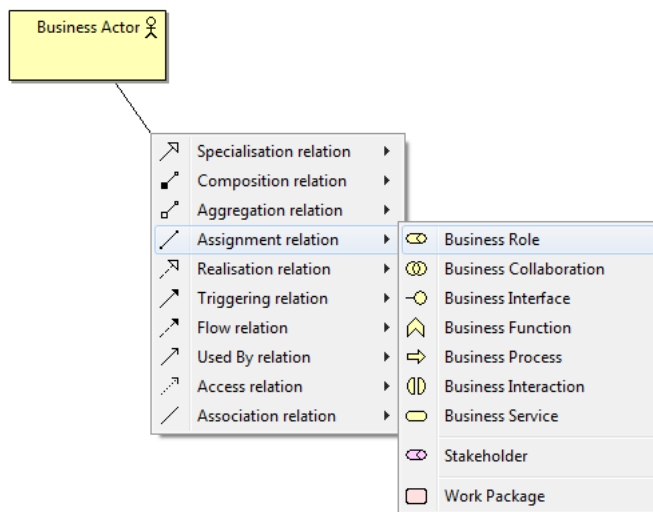 Business Actor
Specialisation relation
Composition relation
Aggregation relation
Assignment relation
Realisation relation
Triggering relation
Flow relation
Used By relation
Access relation
Association relation
Business Role
Business Collaboration
Business Interface
Business Function
Business Process
Business Interaction
Business Service
Stakeholder
Work Package